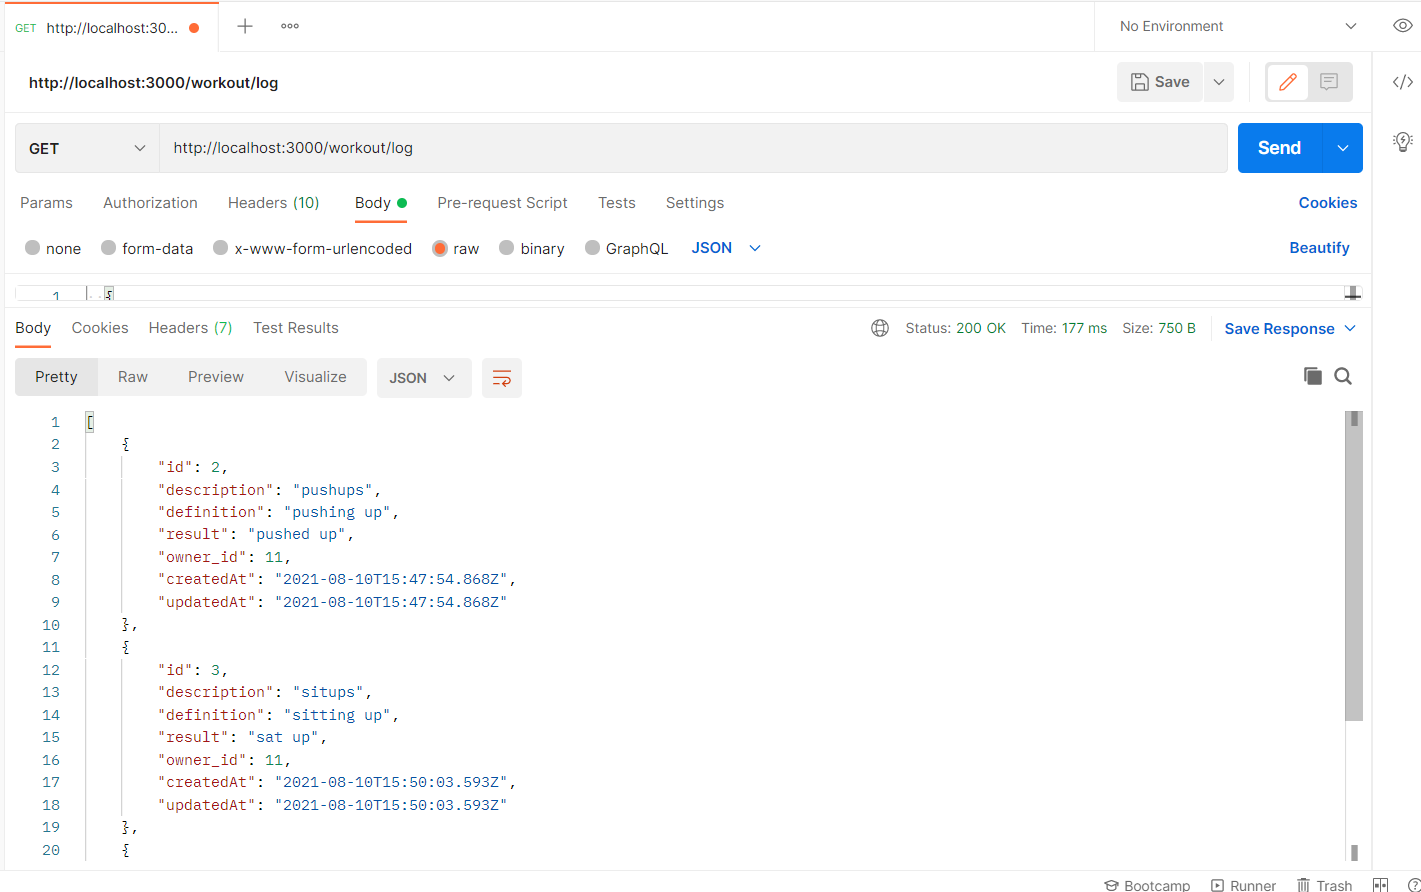 GET http://localhost:30...
No Environment
http://localhost:3000/workout/log
Save
GET http://localhost:3000/workout/log Send
Params Authorization Headers (10) Body Pre-request Script Tests Settings Cookies
none form-data x-www-form-urlencoded raw binary GraphQL JSON Beautify
1 {
Body Cookies Headers (7) Test Results Status: 200 OK Time: 177 ms Size: 750 B Save Response
Pretty Raw Preview Visualize JSON
1 [
2 {
3 "id": 2,
4 "description": "pushups",
5 "definition": "pushing up",
6 "result": "pushed up",
7 "owner_id": 11,
8 "createdAt": "2021-08-10T15:47:54.868Z",
9 "updatedAt": "2021-08-10T15:47:54.868Z"
10 },
11 {
12 "id": 3,
13 "description": "situps",
14 "definition": "sitting up",
15 "result": "sat up",
16 "owner_id": 11,
17 "createdAt": "2021-08-10T15:50:03.593Z",
18 "updatedAt": "2021-08-10T15:50:03.593Z"
19 },
20 {
Bootcamp Runner Trash